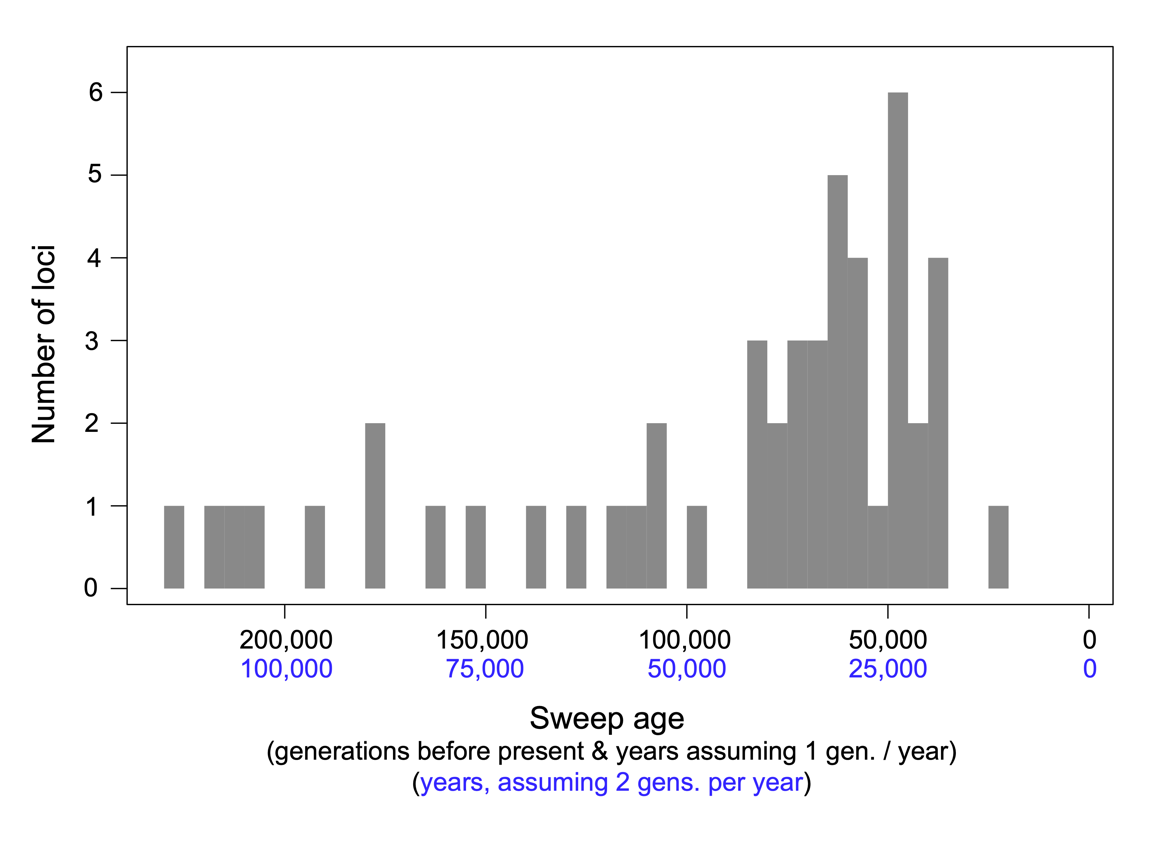 6
5
4
3
2
1
0
Number of loci
200,000 150,000 100,000 50,000 0
100,000 75,000 50,000 25,000 0
Sweep age
(generations before present & years assuming 1 gen. / year)
(years, assuming 2 gens. per year)